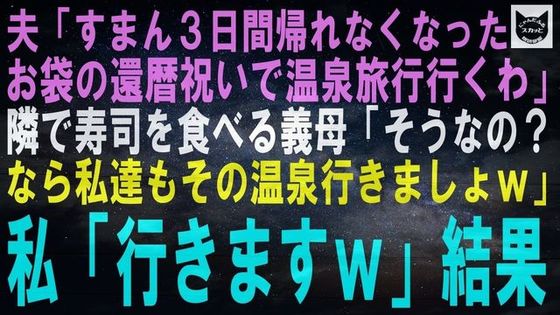 夫「すまん３日間帰れなくなった
お袋の還暦祝いで温泉旅行行くわ」
隣で寿司を食べる義母「そうなの？
なら私達もその温泉行きましょｗ」
私「行きますｗ」結果